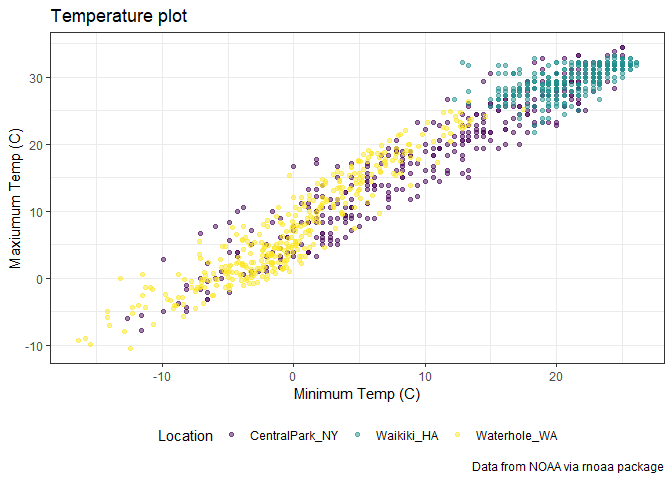 Temperature plot
30
20
10
0
-10
Maxiumum Temp (C)
-10 0 10 20
Minimum Temp (C)
Location CentralPark_NY Waikiki_HA Waterhole_WA
Data from NOAA via rnoaa package